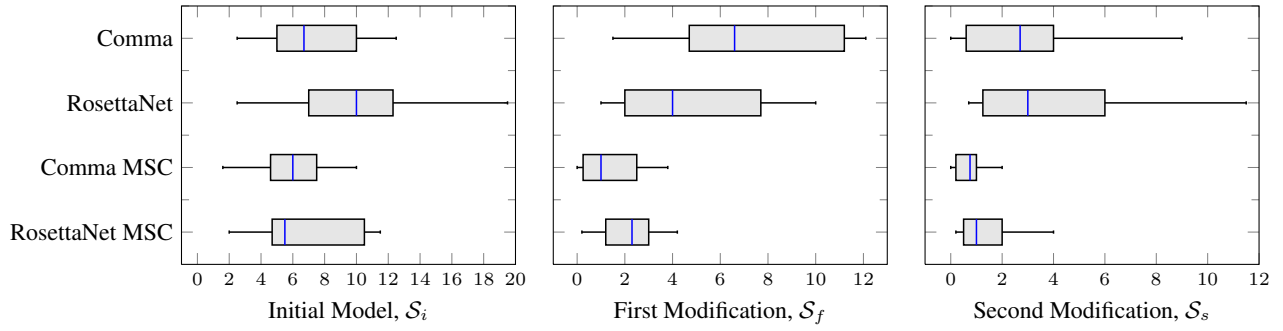 Comma
RosettaNet
Comma MSC
RosettaNet MSC
0 2 4 6 8 10 12 14 16 18 20
Initial Model, 𝒮i
0 2 4 6 8 10 12
First Modification, 𝒮f
0 2 4 6 8 10 12
Second Modification, 𝒮s